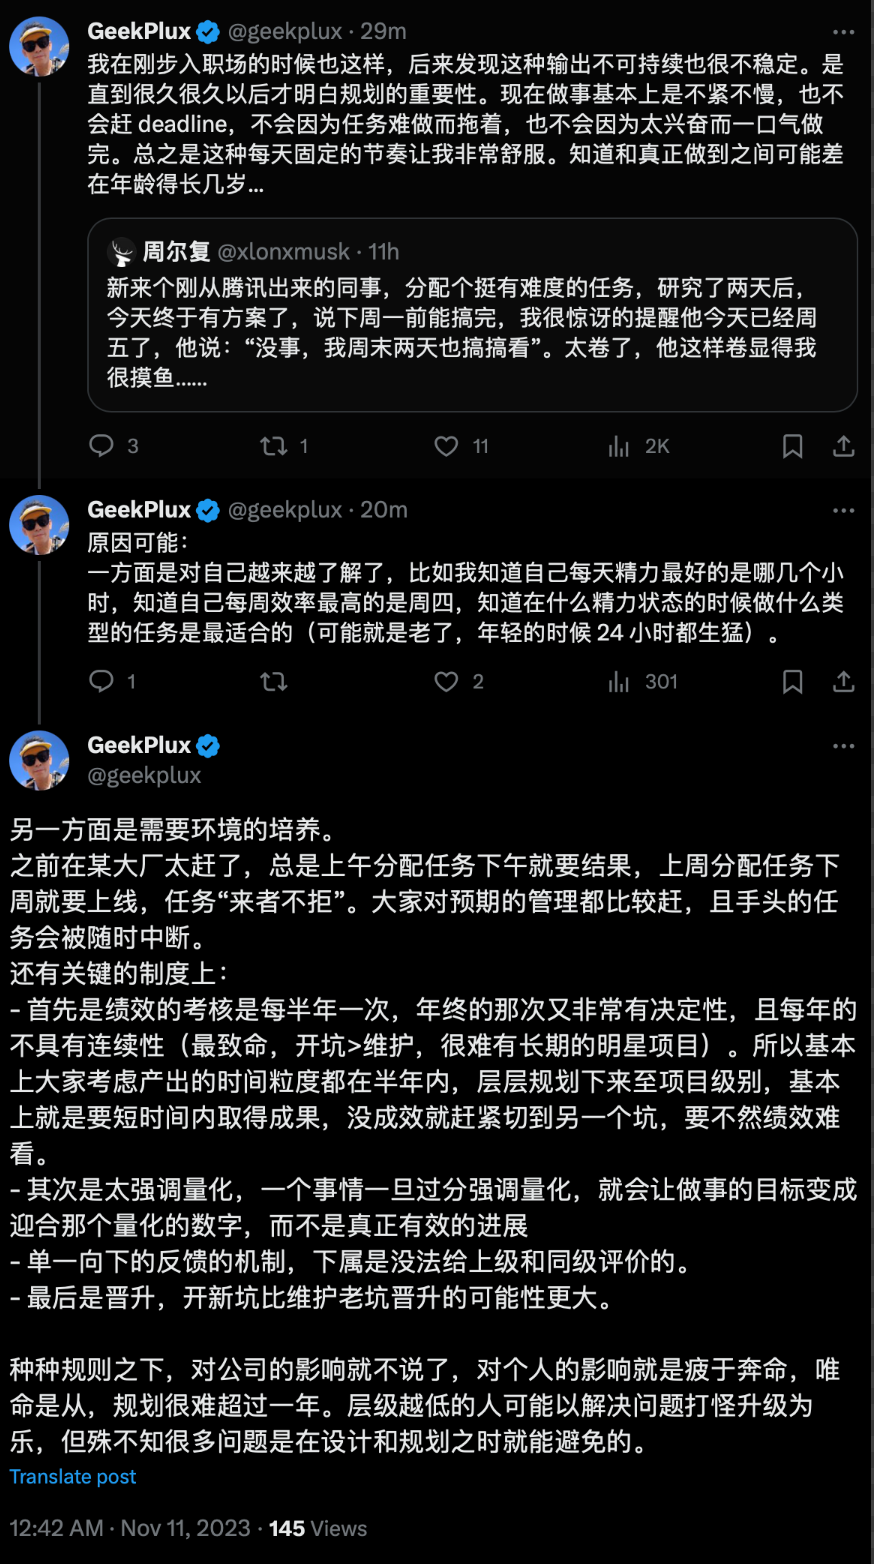 GeekPlux @geekplux · 29m
我在刚步入职场的时候也这样，后来发现这种输出不可持续也很不稳定。是
直到很久很久以后才明白规划的重要性。现在做事基本上是不紧不慢，也不
会赶 deadline，不会因为任务难做而拖着，也不会因为太兴奋而一口气做
完。总之是这种每天固定的节奏让我非常舒服。知道和真正做到之间可能差
在年龄得长几岁...
周尔复 @xlonxmusk · 11h
新来个刚从腾讯出来的同事，分配个挺有难度的任务，研究了两天后，
今天终于有方案了，说下周一前能搞完，我很惊讶的提醒他今天已经周
五了，他说：“没事，我周末两天也搞搞看”。太卷了，他这样卷显得我
很摸鱼……
3 1 11 2K
GeekPlux @geekplux · 20m
原因可能：
一方面是对自己越来越了解了，比如我知道自己每天精力最好的是哪几个小
时，知道自己每周效率最高的是周四，知道在什么精力状态的时候做什么类
型的任务是最适合的（可能就是老了，年轻的时候 24 小时都生猛）。
1 2 301
GeekPlux
@geekplux
另一方面是需要环境的培养。
之前在某大厂太赶了，总是上午分配任务下午就要结果，上周分配任务下
周就要上线，任务“来者不拒”。大家对预期的管理都比较赶，且手头的任
务会被随时中断。
还有关键的制度上：
- 首先是绩效的考核是每半年一次，年终的那次又非常有决定性，且每年的
不具有连续性（最致命，开坑>维护，很难有长期的明星项目）。所以基本
上大家考虑产出的时间粒度都在半年内，层层规划下来至项目级别，基本
上就是要短时间内取得成果，没成效就赶紧切到另一个坑，要不然绩效难
看。
- 其次是太强调量化，一个事情一旦过分强调量化，就会让做事的目标变成
迎合那个量化的数字，而不是真正有效的进展
- 单一向下的反馈的机制，下属是没法给上级和同级评价的。
- 最后是晋升，开新坑比维护老坑晋升的可能性更大。
种种规则之下，对公司的影响就不说了，对个人的影响就是疲于奔命，唯
命是从，规划很难超过一年。层级越低的人可能以解决问题打怪升级为
乐，但殊不知很多问题是在设计和规划之时就能避免的。
Translate post
12:42 AM · Nov 11, 2023 · 145 Views